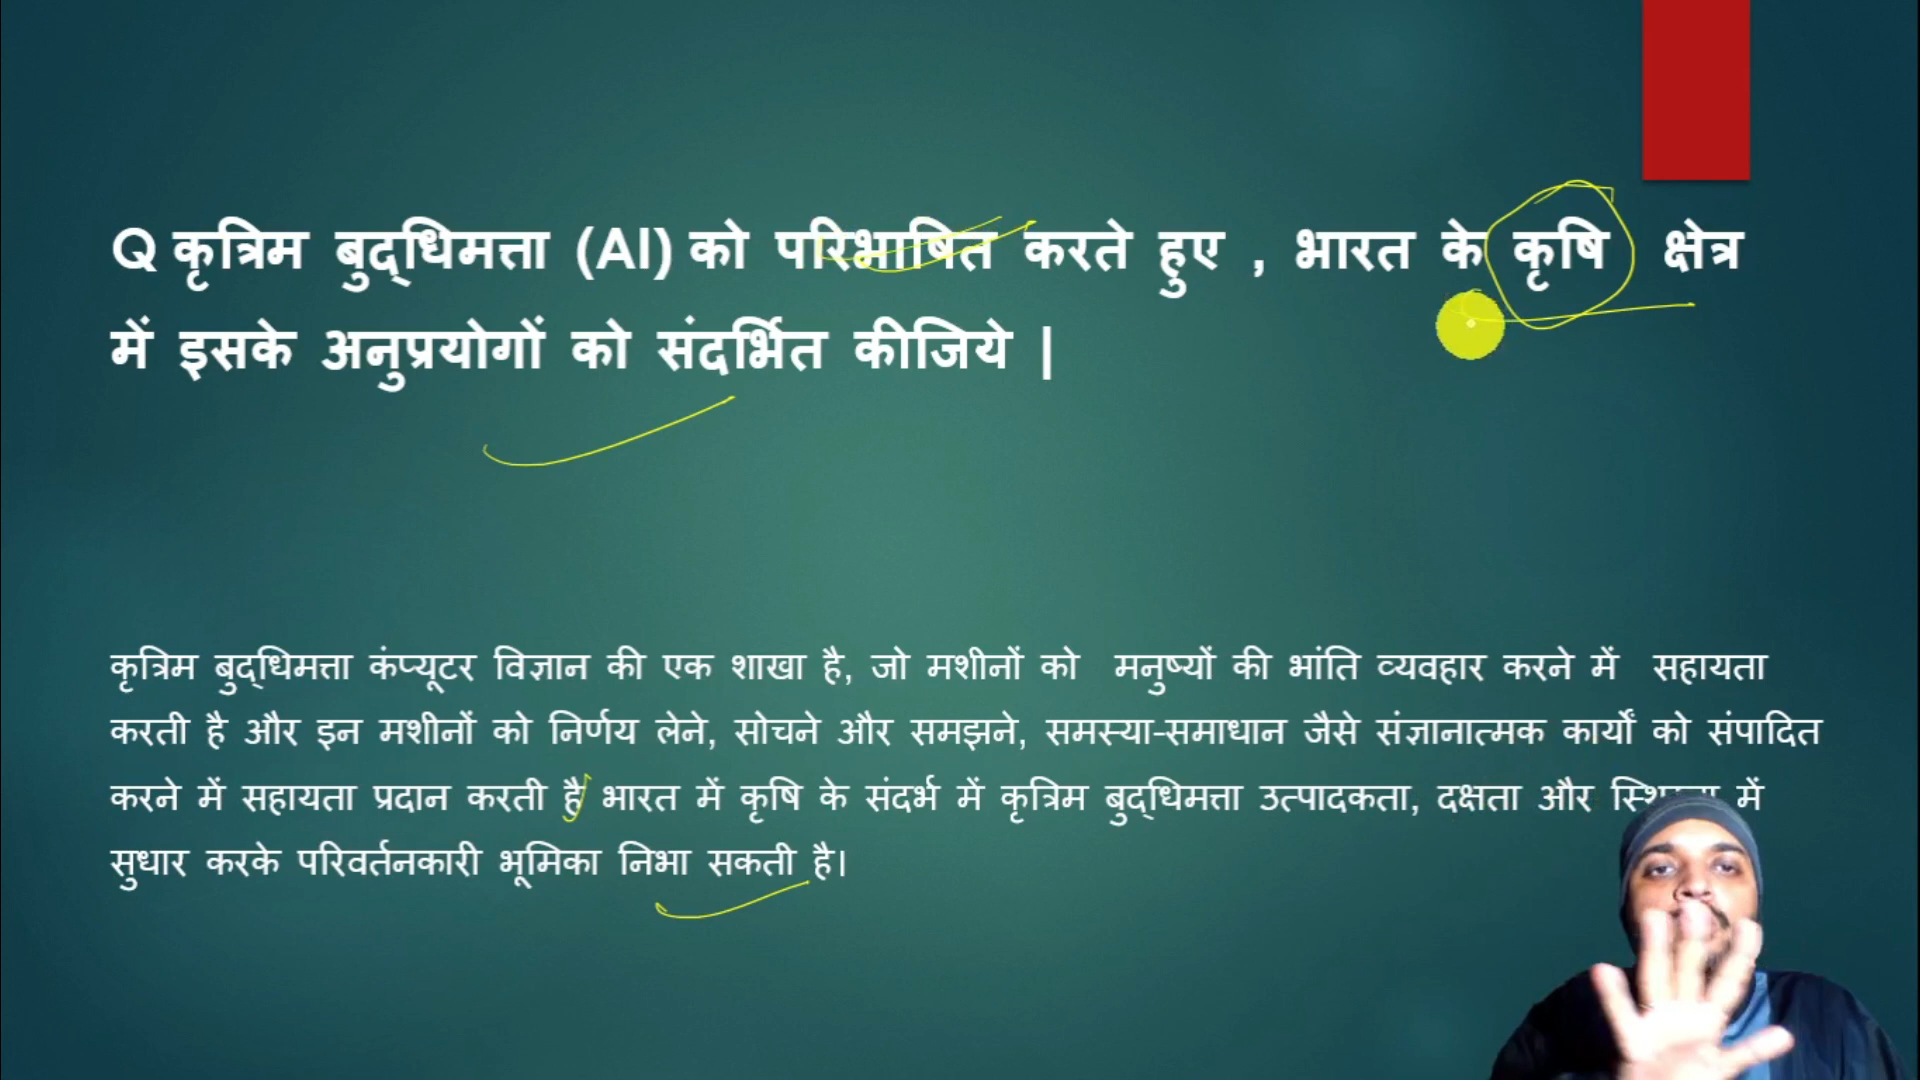 Q कृत्रिम बुद्धिमत्ता (AI) को परिभाषित करते हुए , भारत के कृषि क्षेत्र
में इसके अनुप्रयोगों को संदर्भित कीजिये |
कृत्रिम बुद्धिमत्ता कंप्यूटर विज्ञान की एक शाखा है, जो मशीनों को मनुष्यों की भांति व्यवहार करने में सहायता
करती है और इन मशीनों को निर्णय लेने, सोचने और समझने, समस्या-समाधान जैसे संज्ञानात्मक कार्यों को संपादित
करने में सहायता प्रदान करती है भारत में कृषि के संदर्भ में कृत्रिम बुद्धिमत्ता उत्पादकता, दक्षता और में
सुधार करके परिवर्तनकारी भूमिका निभा सकती है।